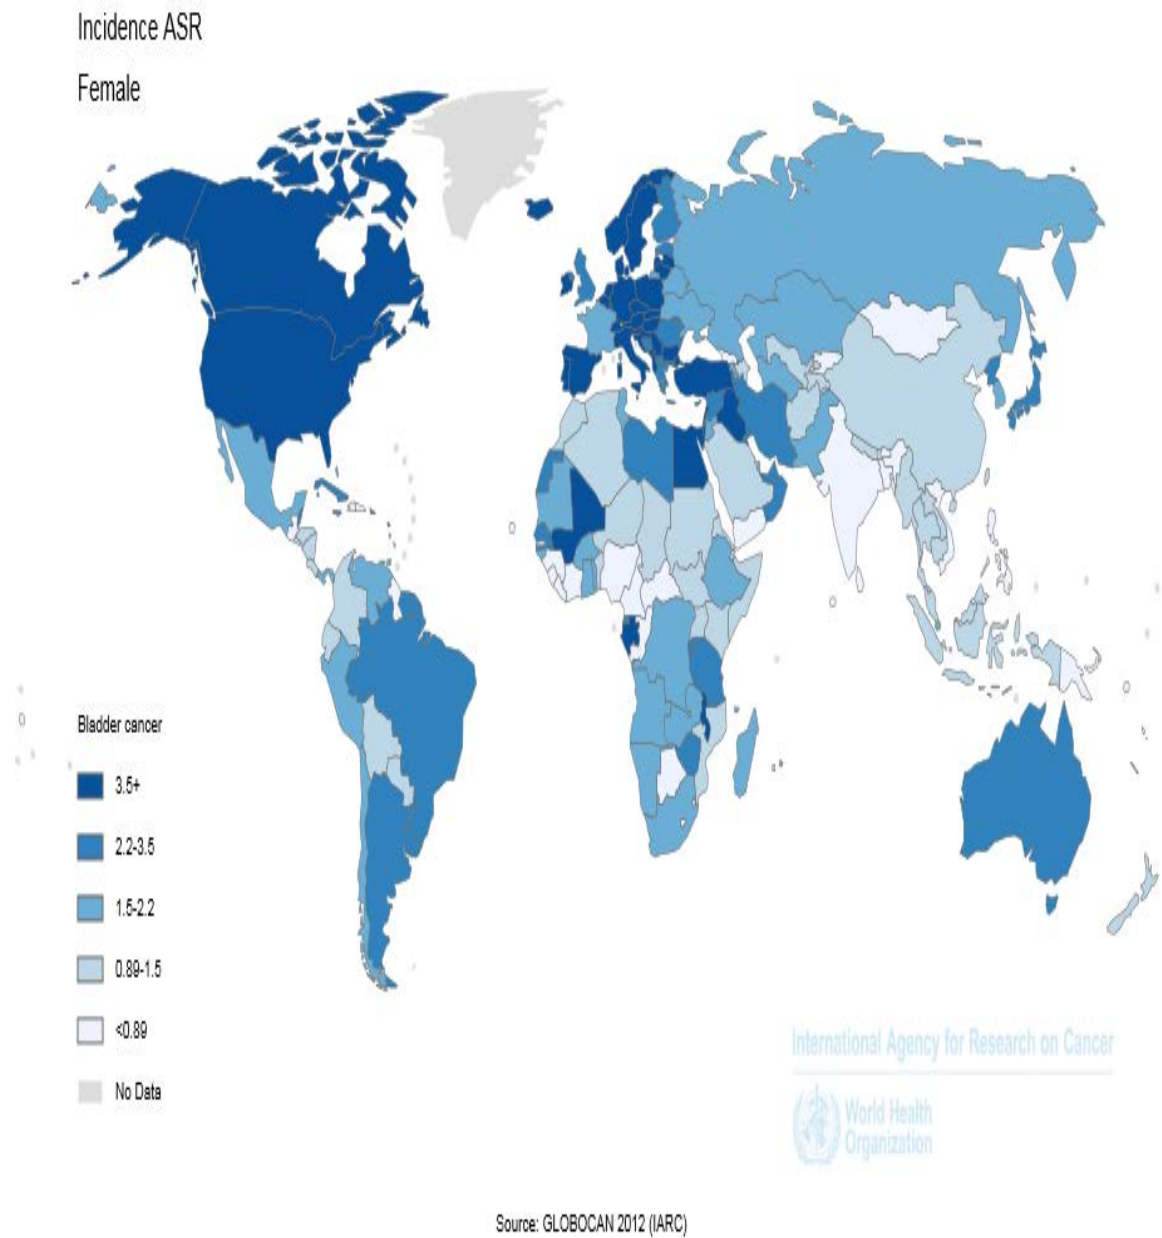 Incidence ASR
Female
Bladder cancer
3.5+
2.2-3.5
1.5-2.2
0.89-1.5
<0.89
No Data
International Agency for Research on Cancer
World Health
Organization
Source: GLOBOCAN 2012 (IARC)